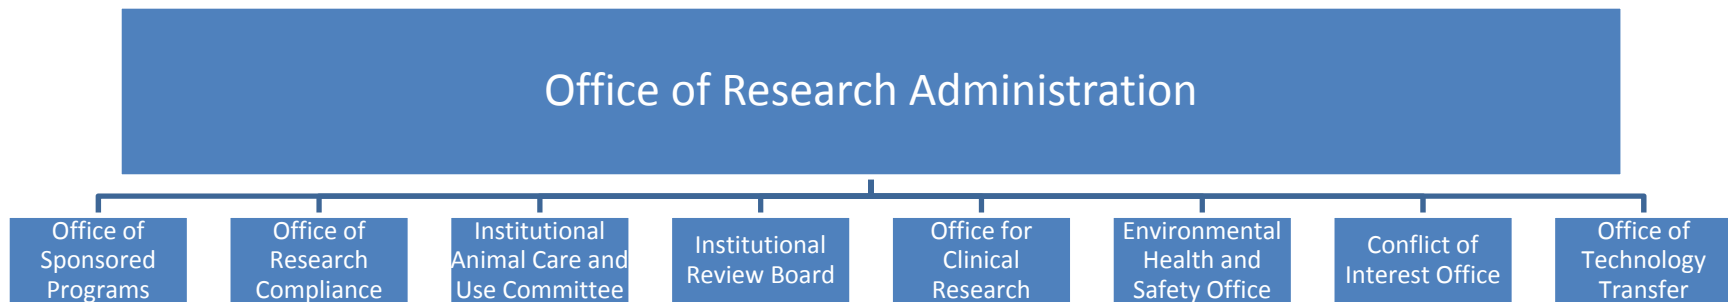 Office of Research Administration
Office of
Sponsored
Programs
Office of
Research
Compliance
Institutional
Animal Care and
Use Committee
Institutional
Review Board
Office for
Clinical
Research
Environmental
Health and
Safety Office
Conflict of
Interest Office
Office of
Technology
Transfer